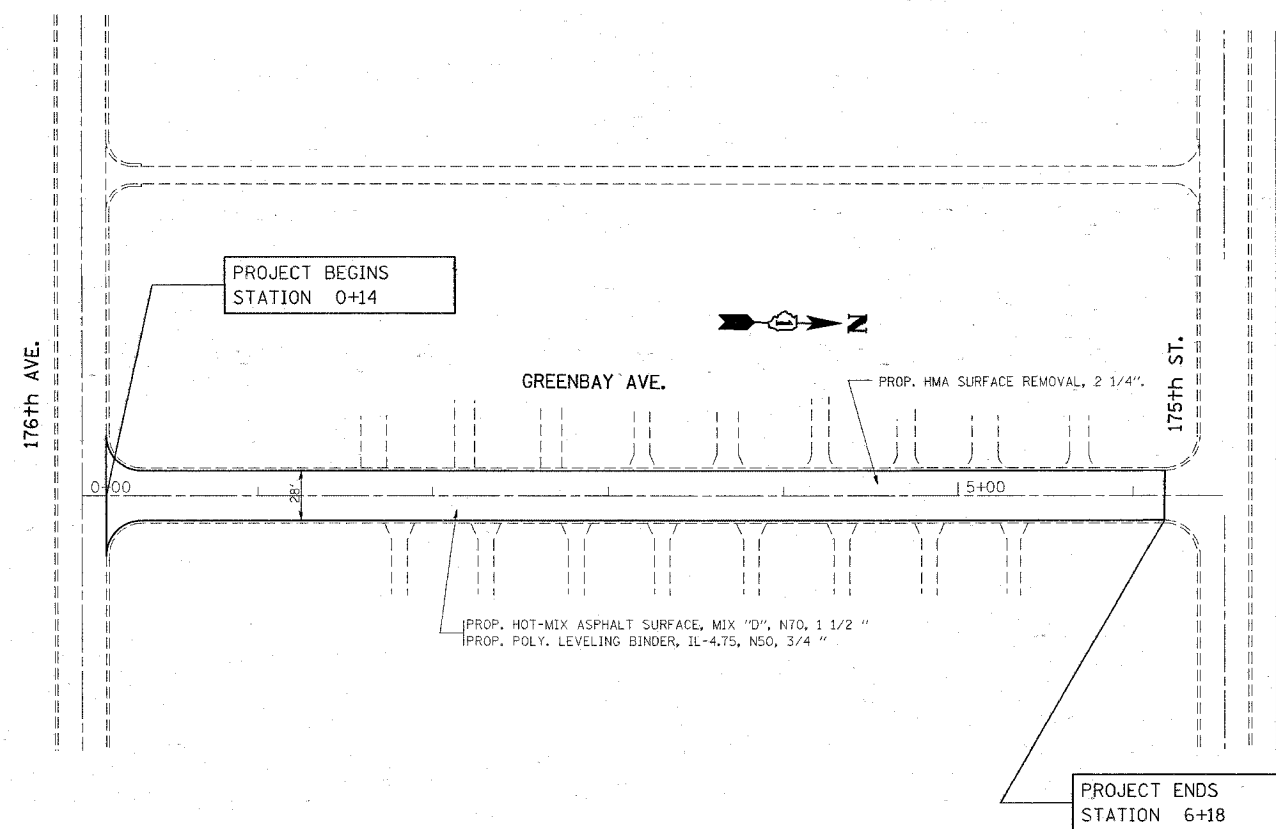 PROJECT BEGINS
STATION 0+14
176th AVE.
N
GREENBAY AVE.
PROP. HMA SURFACE REMOVAL, 2 1/4".
175th ST.
0+00
28'
5+00
PROP. HOT-MIX ASPHALT SURFACE, MIX "D", N70, 1 1/2 "
PROP. POLY. LEVELING BINDER, IL-4.75, N50, 3/4 "
PROJECT ENDS
STATION 6+18